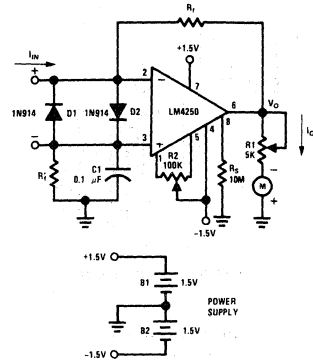 Rf
+1.5V
IIN
+
2
−
7
1N914
D1
1N914
D2
LM4250
6
VO
−
3
+
1
5
4
8
IO
R2
100K
R1
5K
R'f
C1
0.1 μF
RS
10M
−
M
+
−1.5V
+1.5V
B1
1.5V
POWER
SUPPLY
B2
1.5V
−1.5V